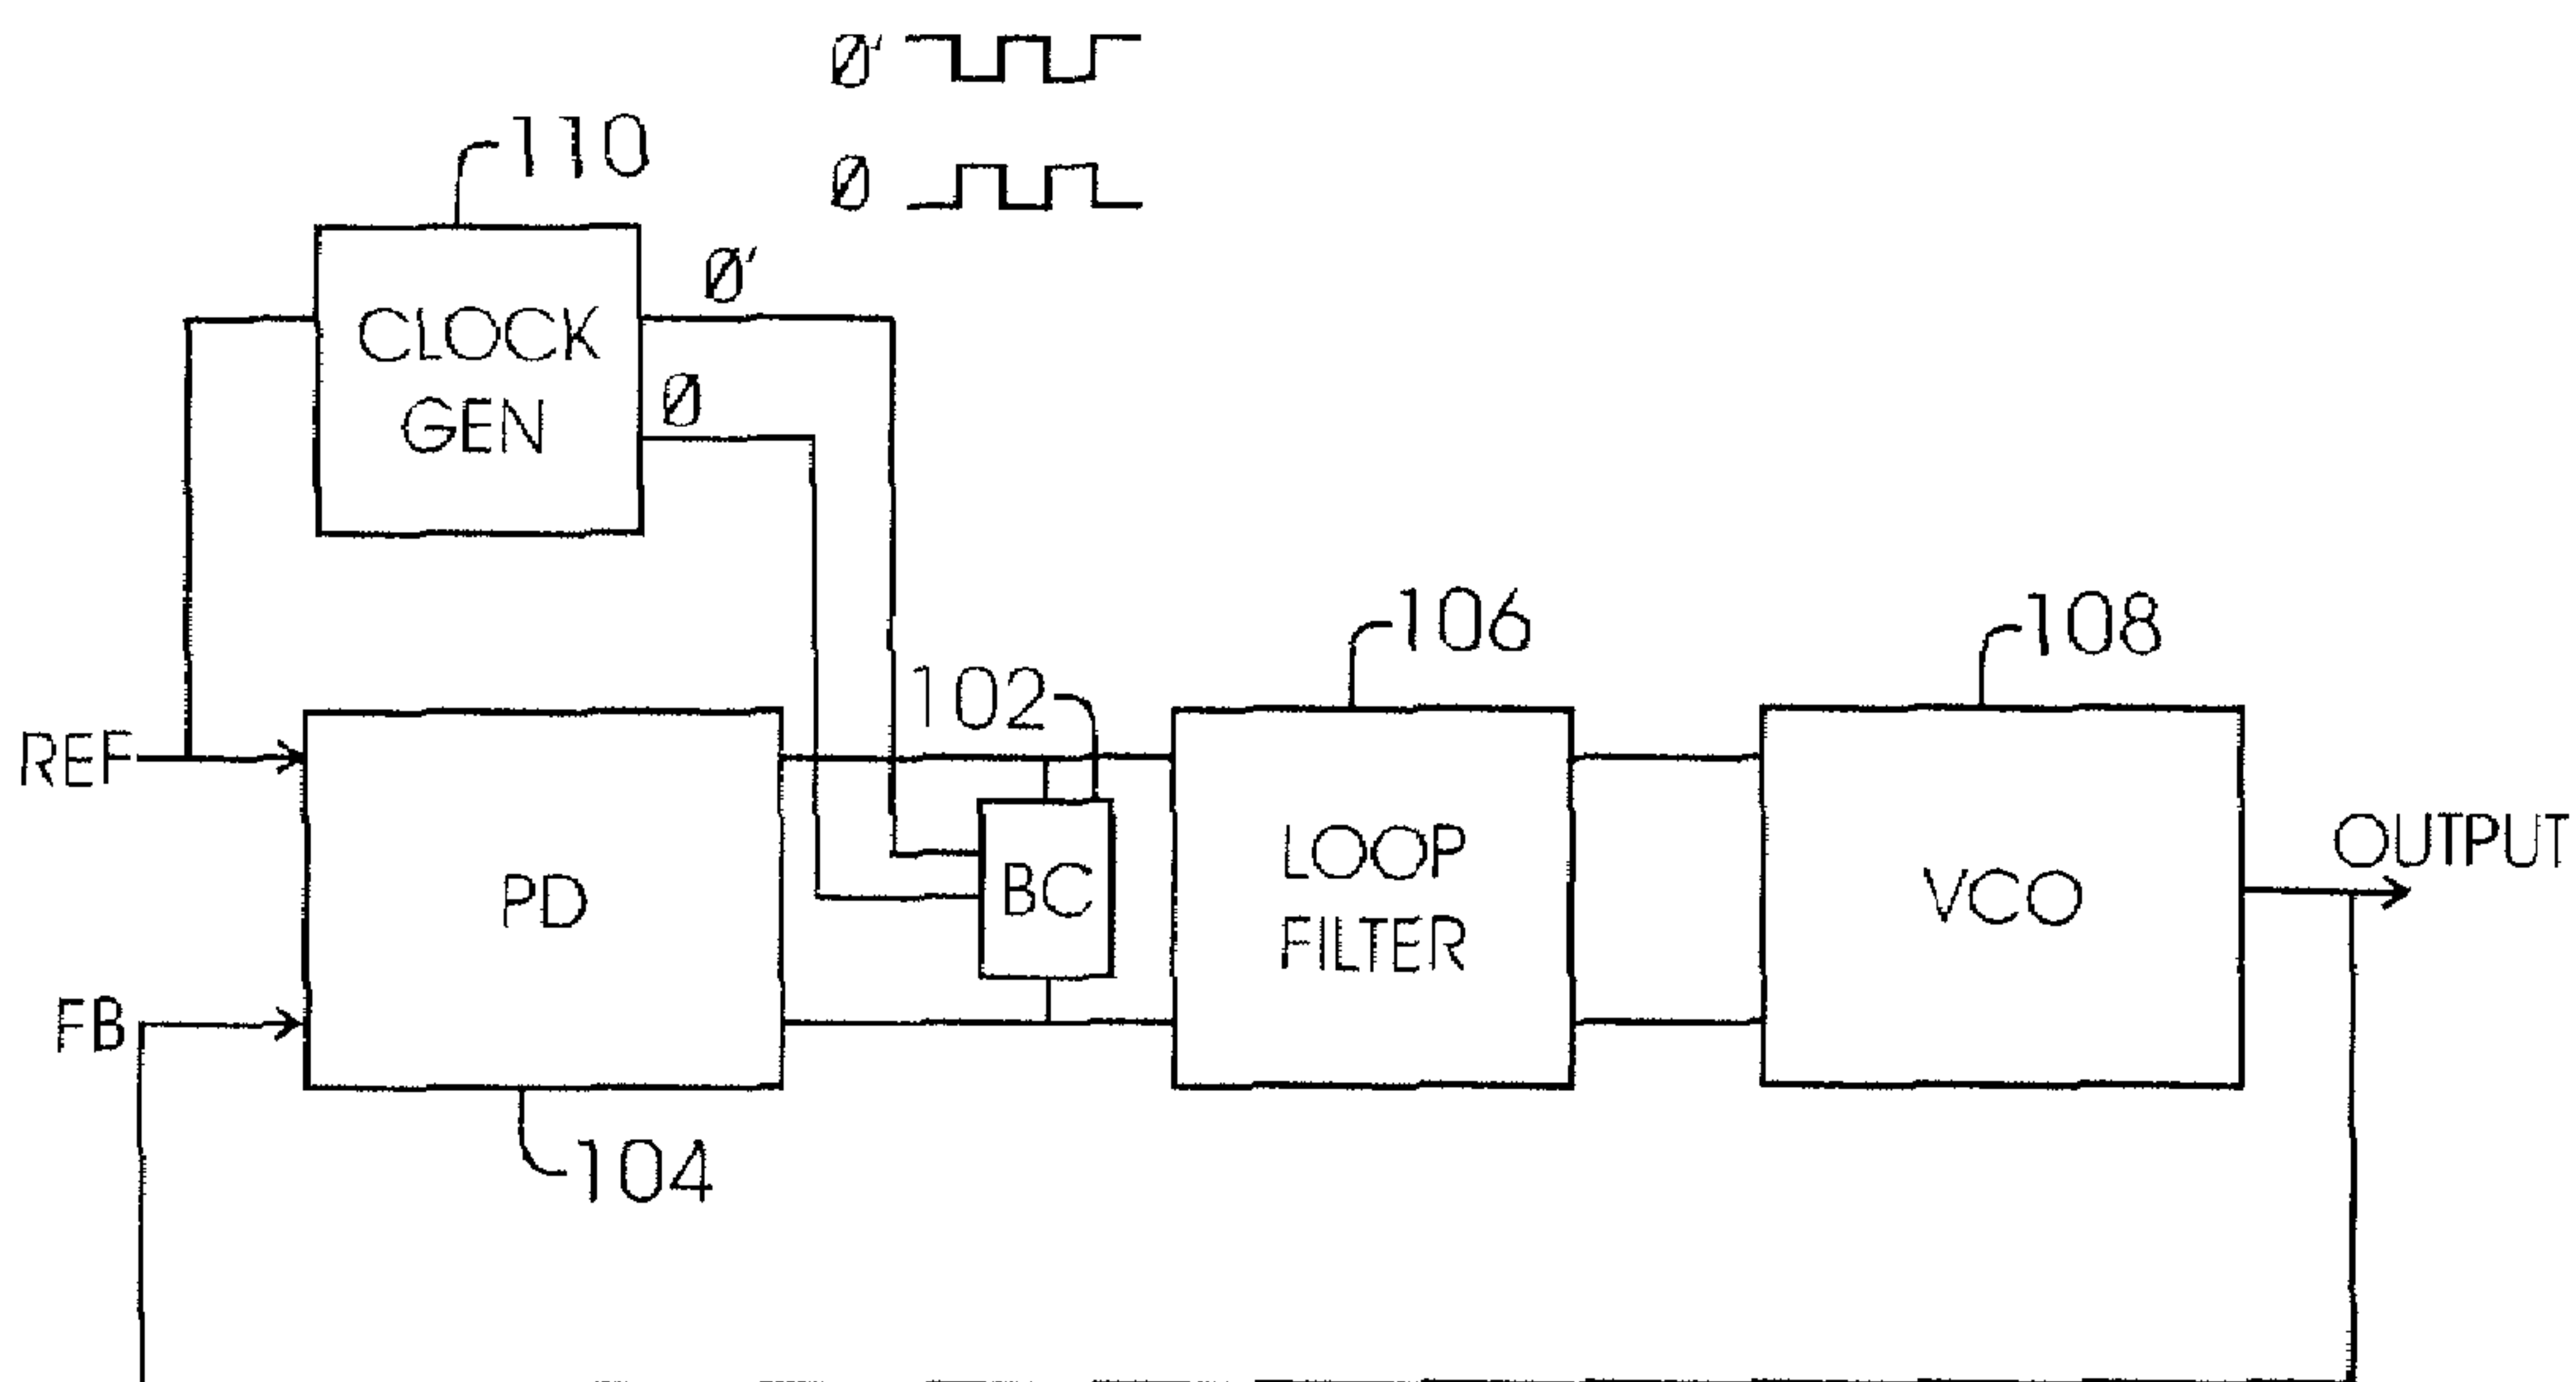 Ø'
Ø
110
CLOCK
GEN
Ø'
Ø
106
108
102
REF
PD
BC
LOOP
FILTER
VCO
OUTPUT
FB
104